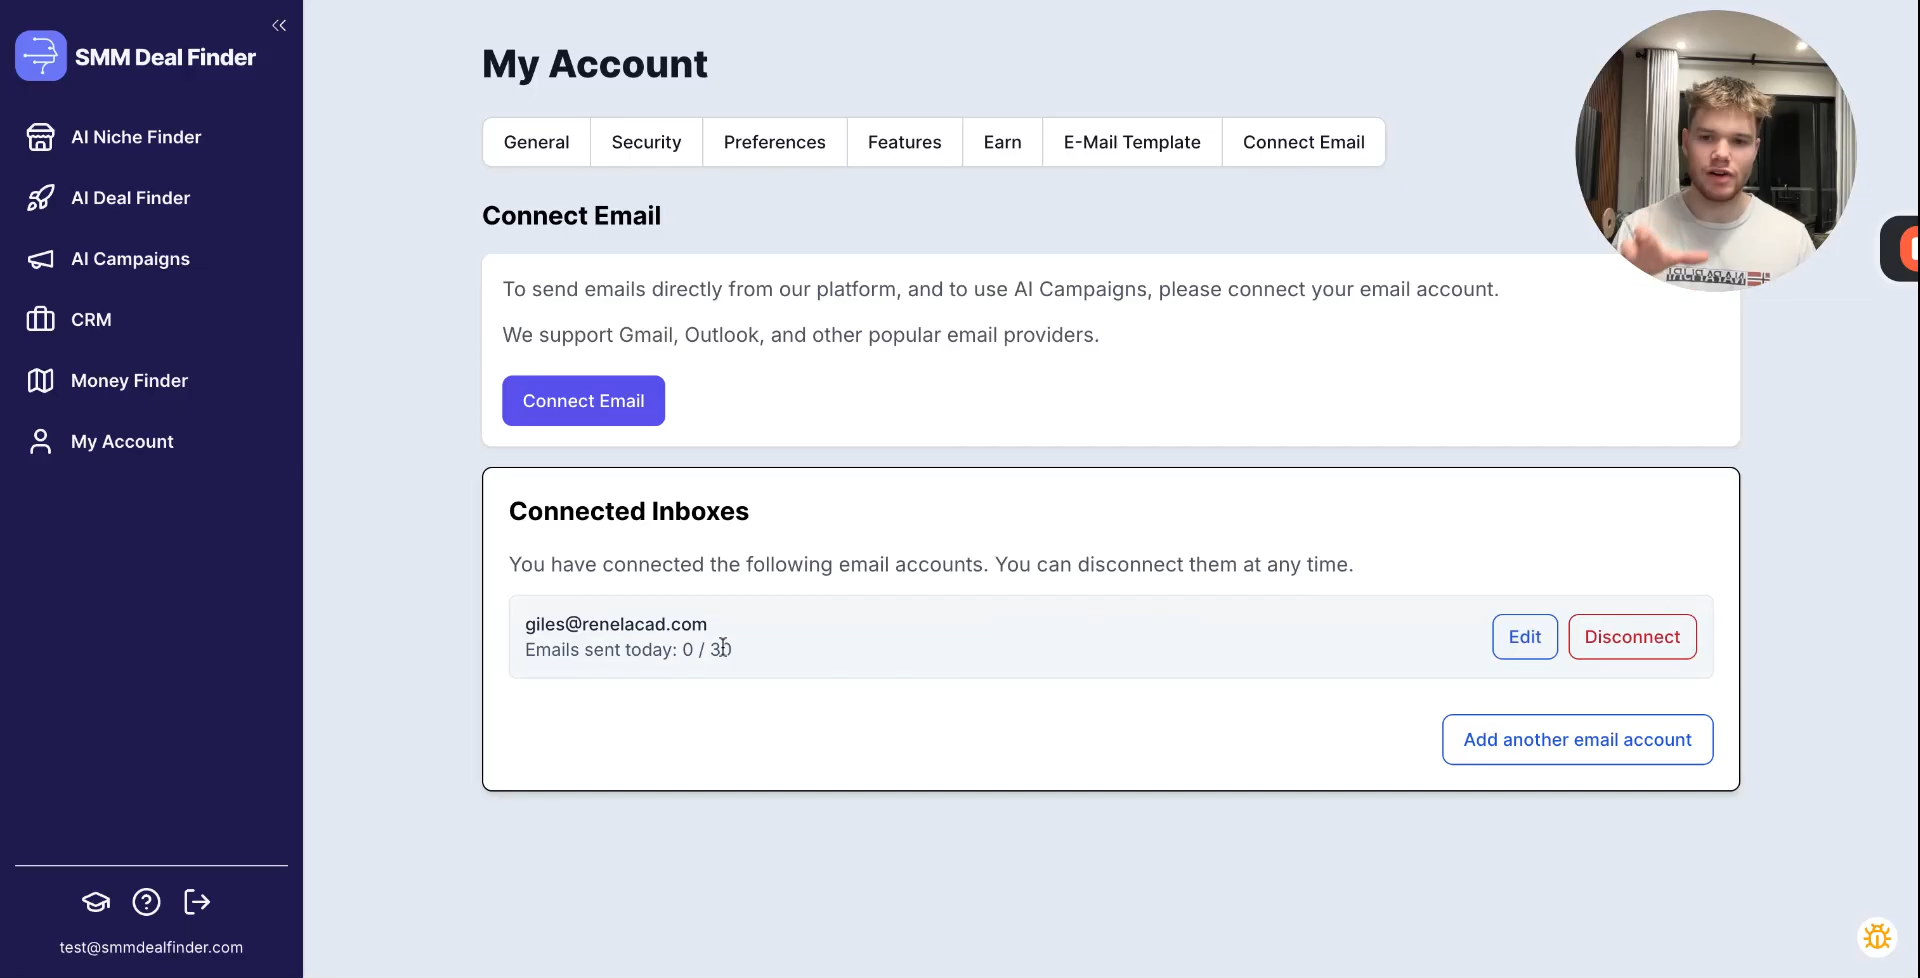 SMM Deal Finder
AI Niche Finder
AI Deal Finder
AI Campaigns
CRM
Money Finder
My Account
test@smmdealfinder.com
My Account
General
Security
Preferences
Features
Earn
E-Mail Template
Connect Email
Connect Email
To send emails directly from our platform, and to use AI Campaigns, please connect your email account.
We support Gmail, Outlook, and other popular email providers.
Connect Email
Connected Inboxes
You have connected the following email accounts. You can disconnect them at any time.
giles@renelacad.com
Emails sent today: 0 / 30
Edit
Disconnect
Add another email account